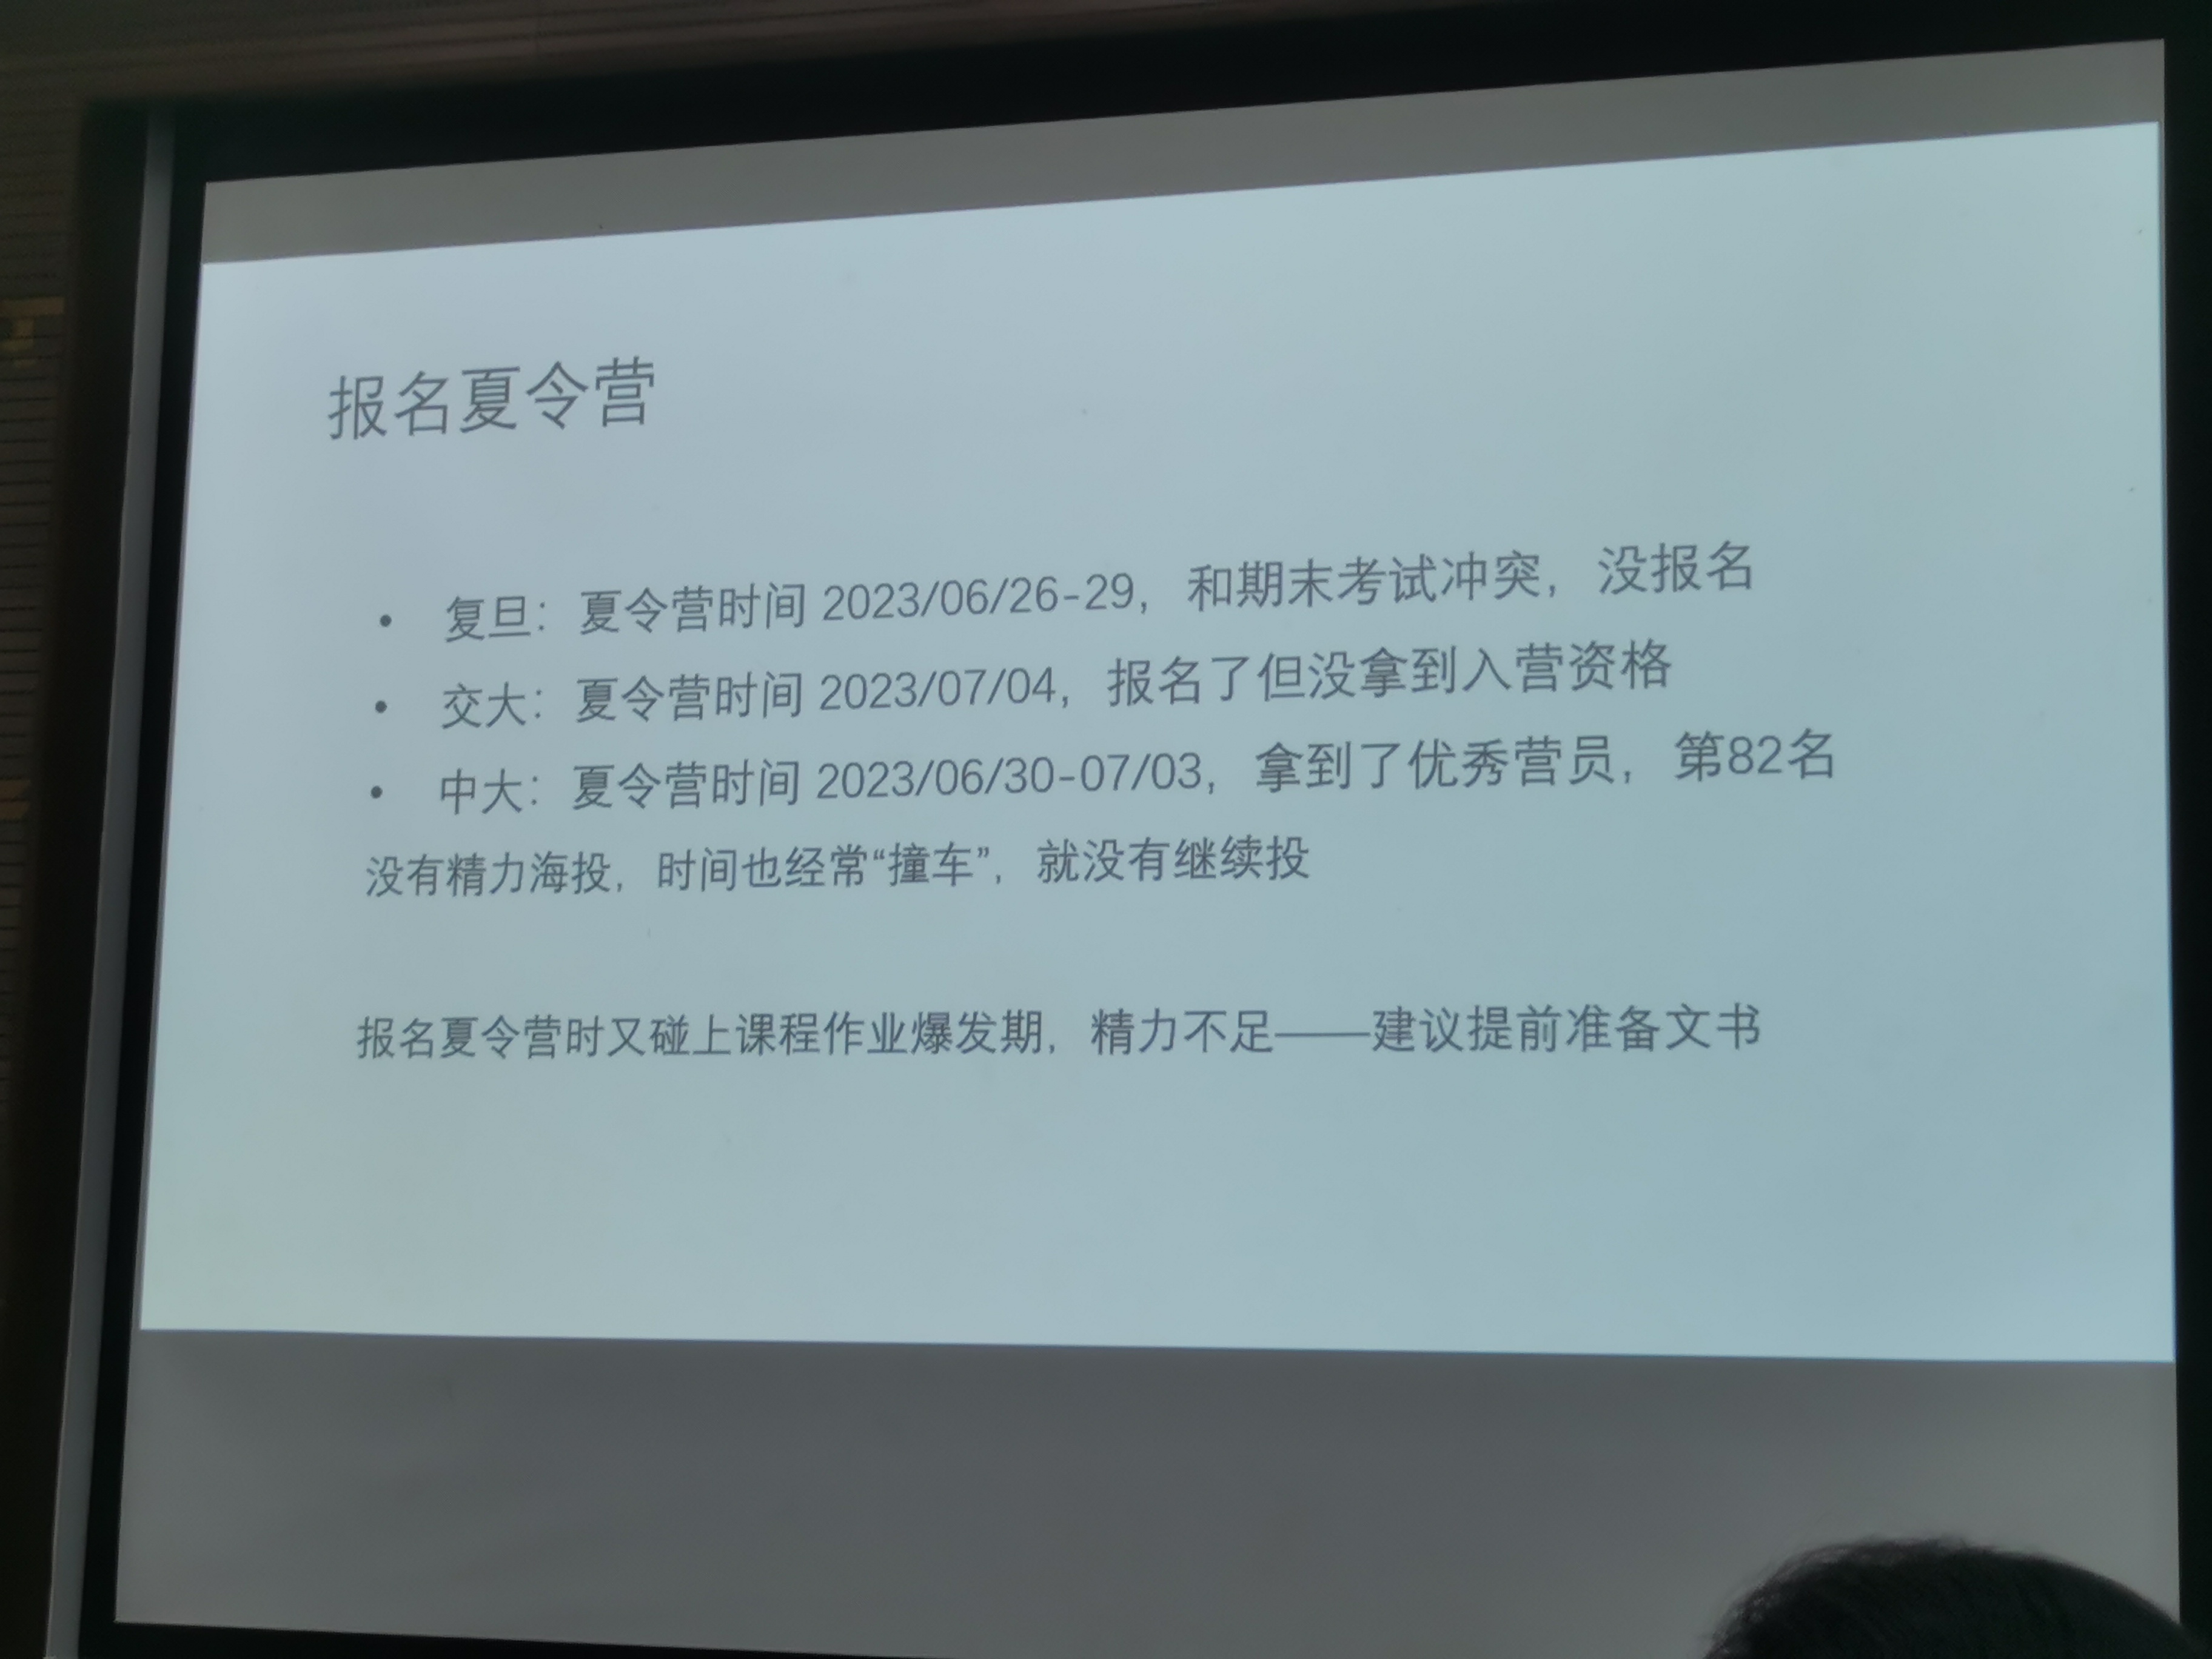 报名夏令营
• 复旦：夏令营时间 2023/06/26-29，和期末考试冲突，没报名
• 交大：夏令营时间 2023/07/04，报名了但没拿到入营资格
• 中大：夏令营时间 2023/06/30-07/03，拿到了优秀营员，第82名
没有精力海投，时间也经常“撞车”，就没有继续投
报名夏令营时又碰上课程作业爆发期，精力不足——建议提前准备文书